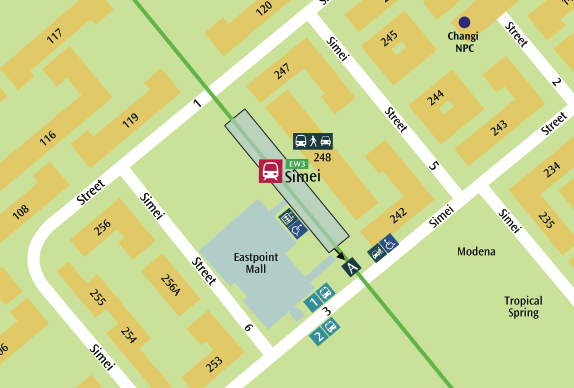 117
120
S
245
Changi
NPC
Street
2
247
Simei
1
119
116
244
243
Street
Street
248
EW3
Simei
5
234
235
108
Street
Simei
256
242
Simei
Simei
Modena
Eastpoint
Mall
Street
A
256A
255
254
1
3
2
6
253
Tropical
Spring
06
Simei